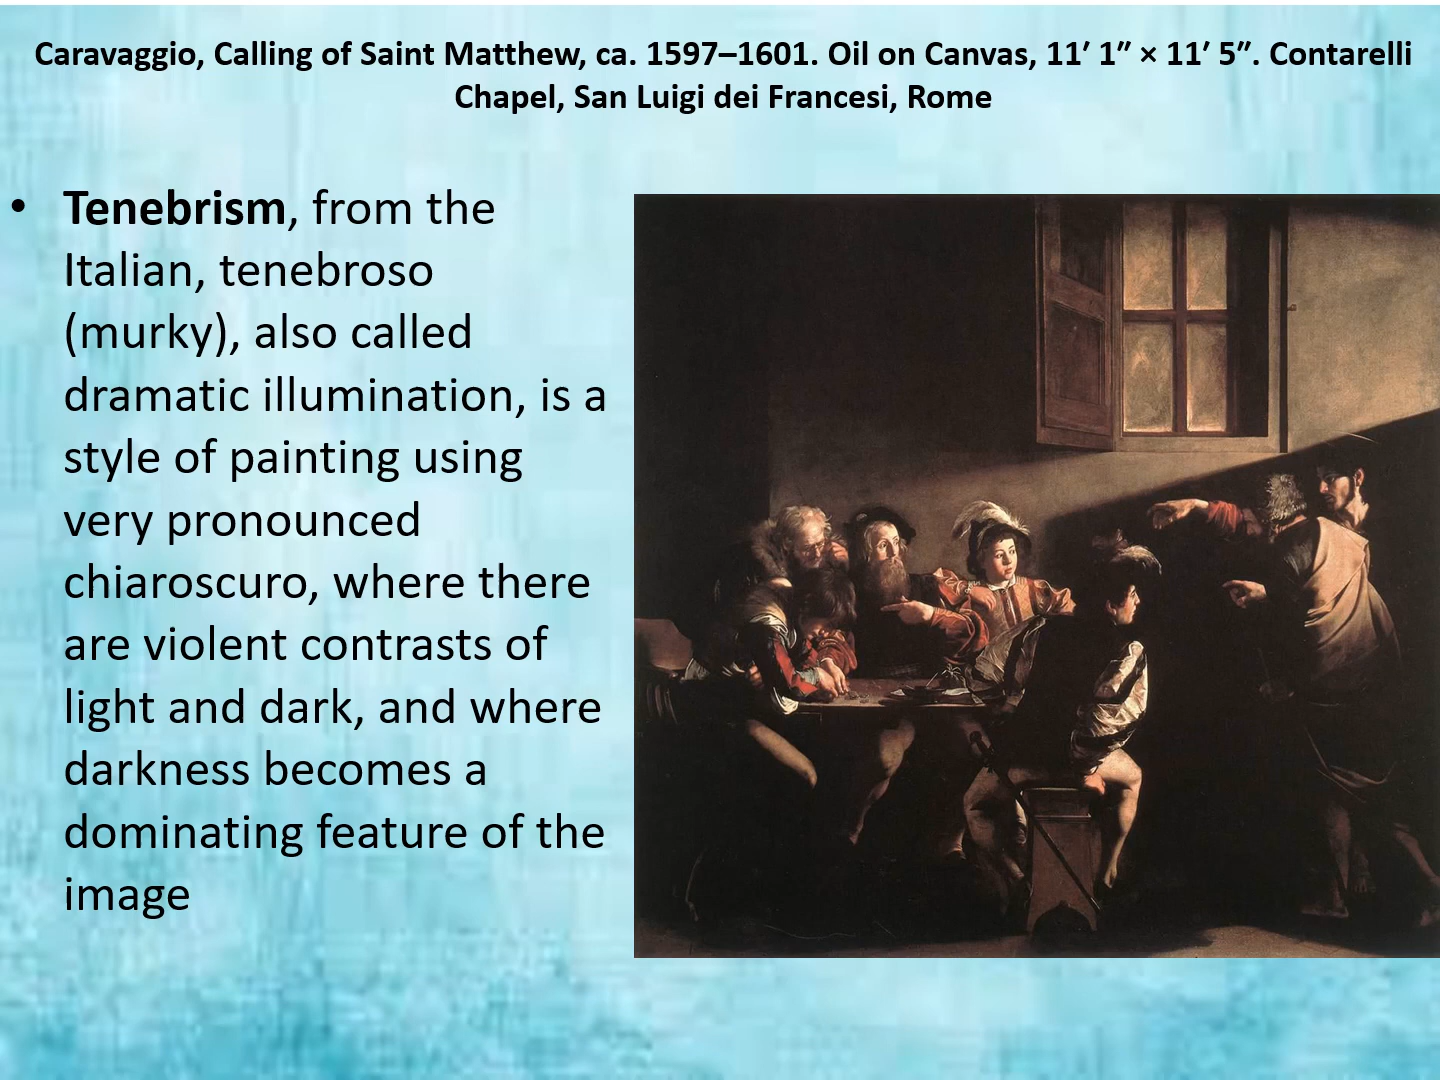 Caravaggio, Calling of Saint Matthew, ca. 1597–1601. Oil on Canvas, 11′ 1″ × 11′ 5″. Contarelli
Chapel, San Luigi dei Francesi, Rome
• Tenebrism, from the
Italian, tenebroso
(murky), also called
dramatic illumination, is a
style of painting using
very pronounced
chiaroscuro, where there
are violent contrasts of
light and dark, and where
darkness becomes a
dominating feature of the
image